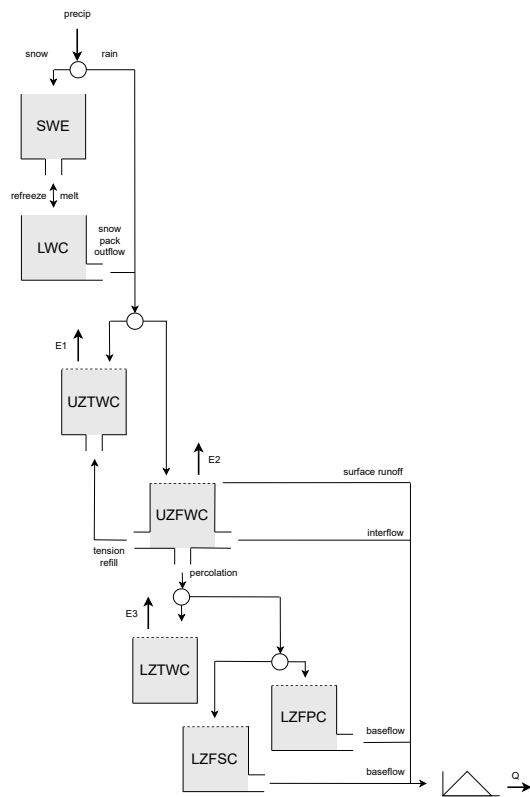 precip
snow
rain
SWE
refreeze
melt
LWC
snow
pack
outflow
E1
UZTWC
E2
surface runoff
UZFWC
interflow
tension
refill
percolation
E3
LZTWC
LZFPC
baseflow
LZFSC
baseflow
Q